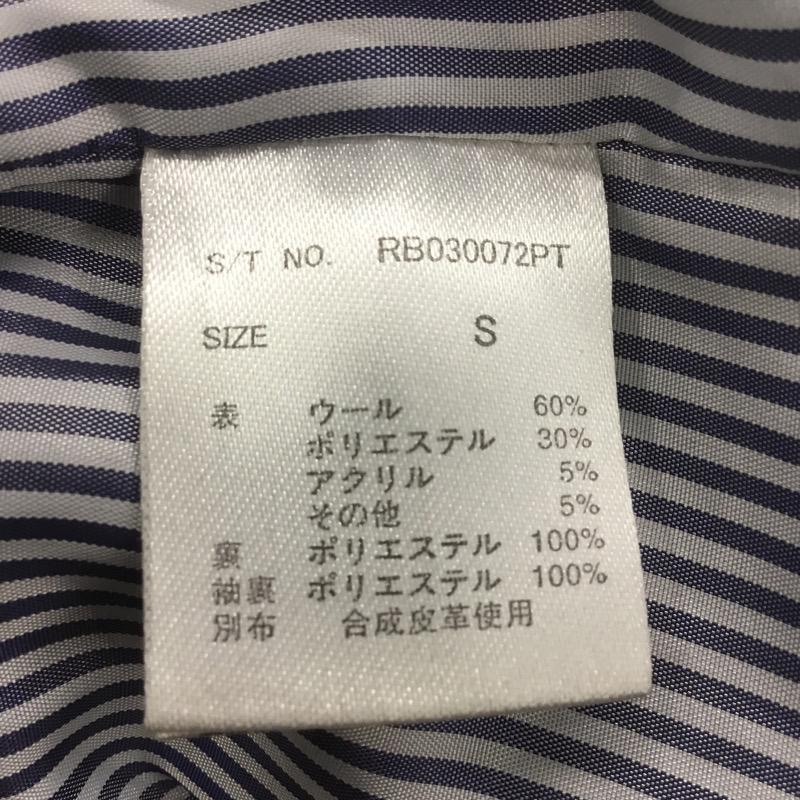 S/T NO. RB030072PT
SIZE S
表 ウール 60%
ポリエステル 30%
アクリル 5%
その他 5%
裏 ポリエステル 100%
袖裏 ポリエステル 100%
別布 合成皮革使用